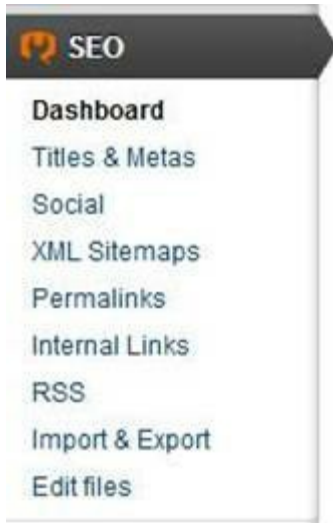 SEO
Dashboard
Titles & Metas
Social
XML Sitemaps
Permalinks
Internal Links
RSS
Import & Export
Edit files